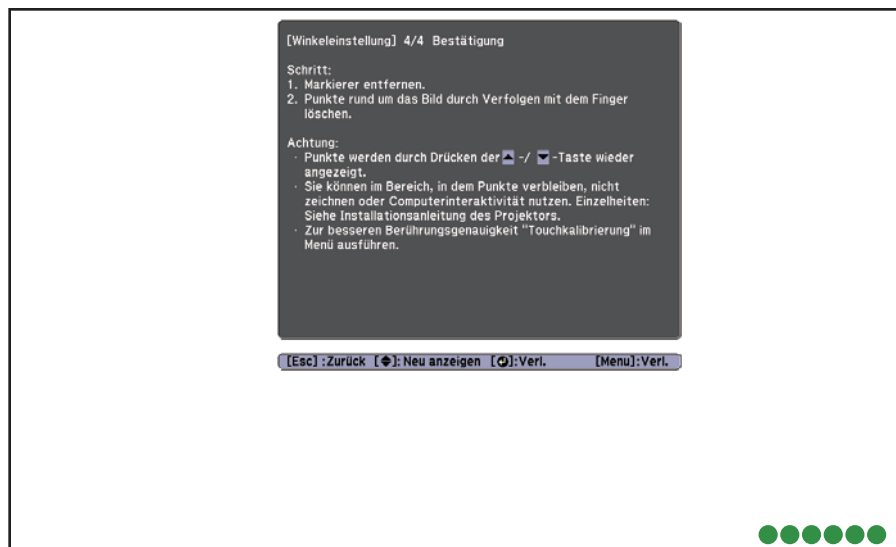 [Winkeleinstellung] 4/4 Bestätigung
Schritt:
1. Markierer entfernen.
2. Punkte rund um das Bild durch Verfolgen mit dem Finger
löschen.
Achtung:
· Punkte werden durch Drücken der ▲ -/ ▼ -Taste wieder
angezeigt.
· Sie können im Bereich, in dem Punkte verbleiben, nicht
zeichnen oder Computerinteraktivität nutzen. Einzelheiten:
Siehe Installationsanleitung des Projektors.
· Zur besseren Berührungsgenauigkeit "Touchkalibrierung" im
Menü ausführen.
[Esc] :Zurück [◆]: Neu anzeigen [⏎]:Verl. [Menu]:Verl.